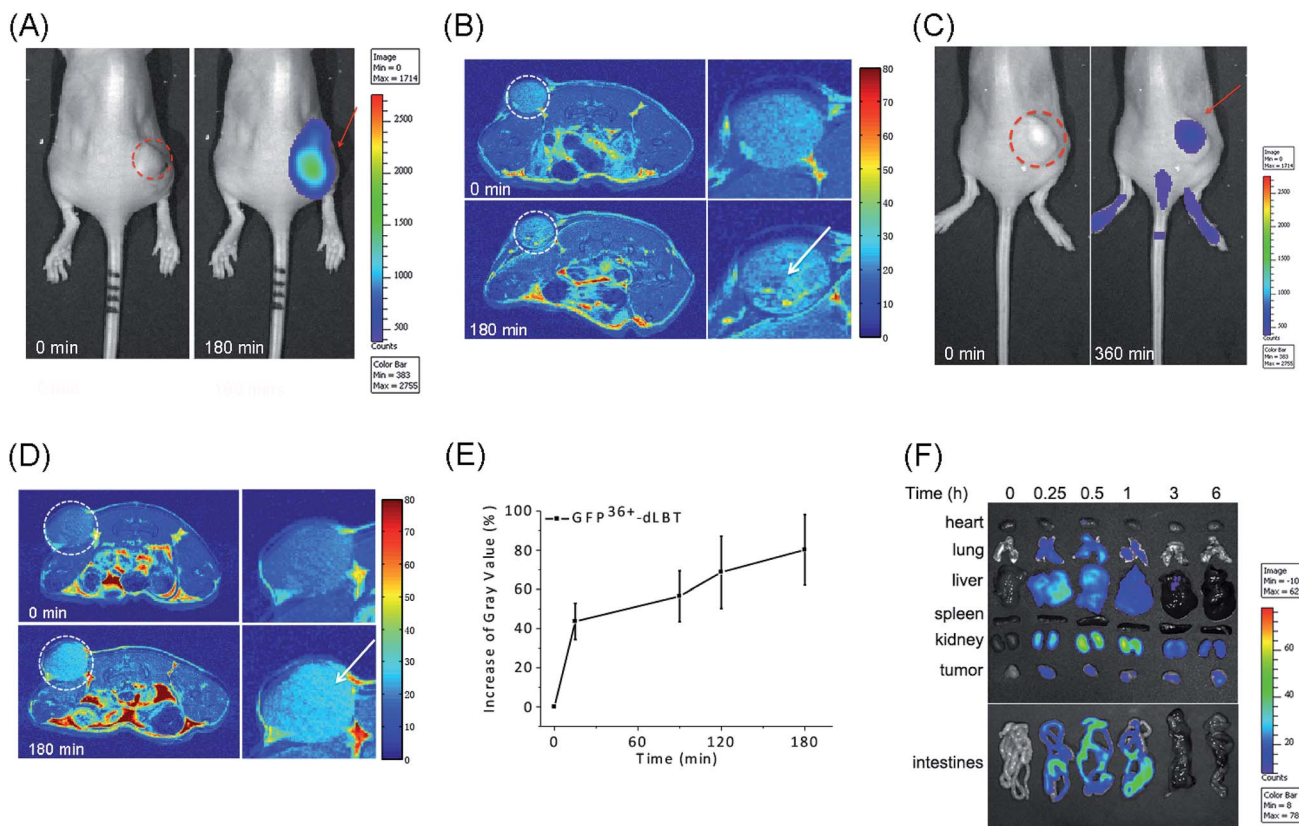 (A)
0 min
180 min
Image
Min = 0
Max = 1714
2500
2000
1500
1000
500
Counts
Color Bar
Min = 383
Max = 2755
(B)
0 min
180 min
80
70
60
50
40
30
20
10
0
(C)
0 min
360 min
Image
Min = 0
Max = 1714
2500
2000
1500
1000
500
Counts
Color Bar
Min = 383
Max = 2755
(D)
0 min
180 min
80
70
60
50
40
30
20
10
0
(E)
GFP36+-dLBT
Increase of Gray Value (%)
100
80
60
40
20
0
0 60 120 180
Time (min)
(F)
Time (h) 0 0.25 0.5 1 3 6
heart
lung
liver
spleen
kidney
tumor
intestines
Image
Min = -10
Max = 62
60
40
20
Counts
Color Bar
Min = 8
Max = 78